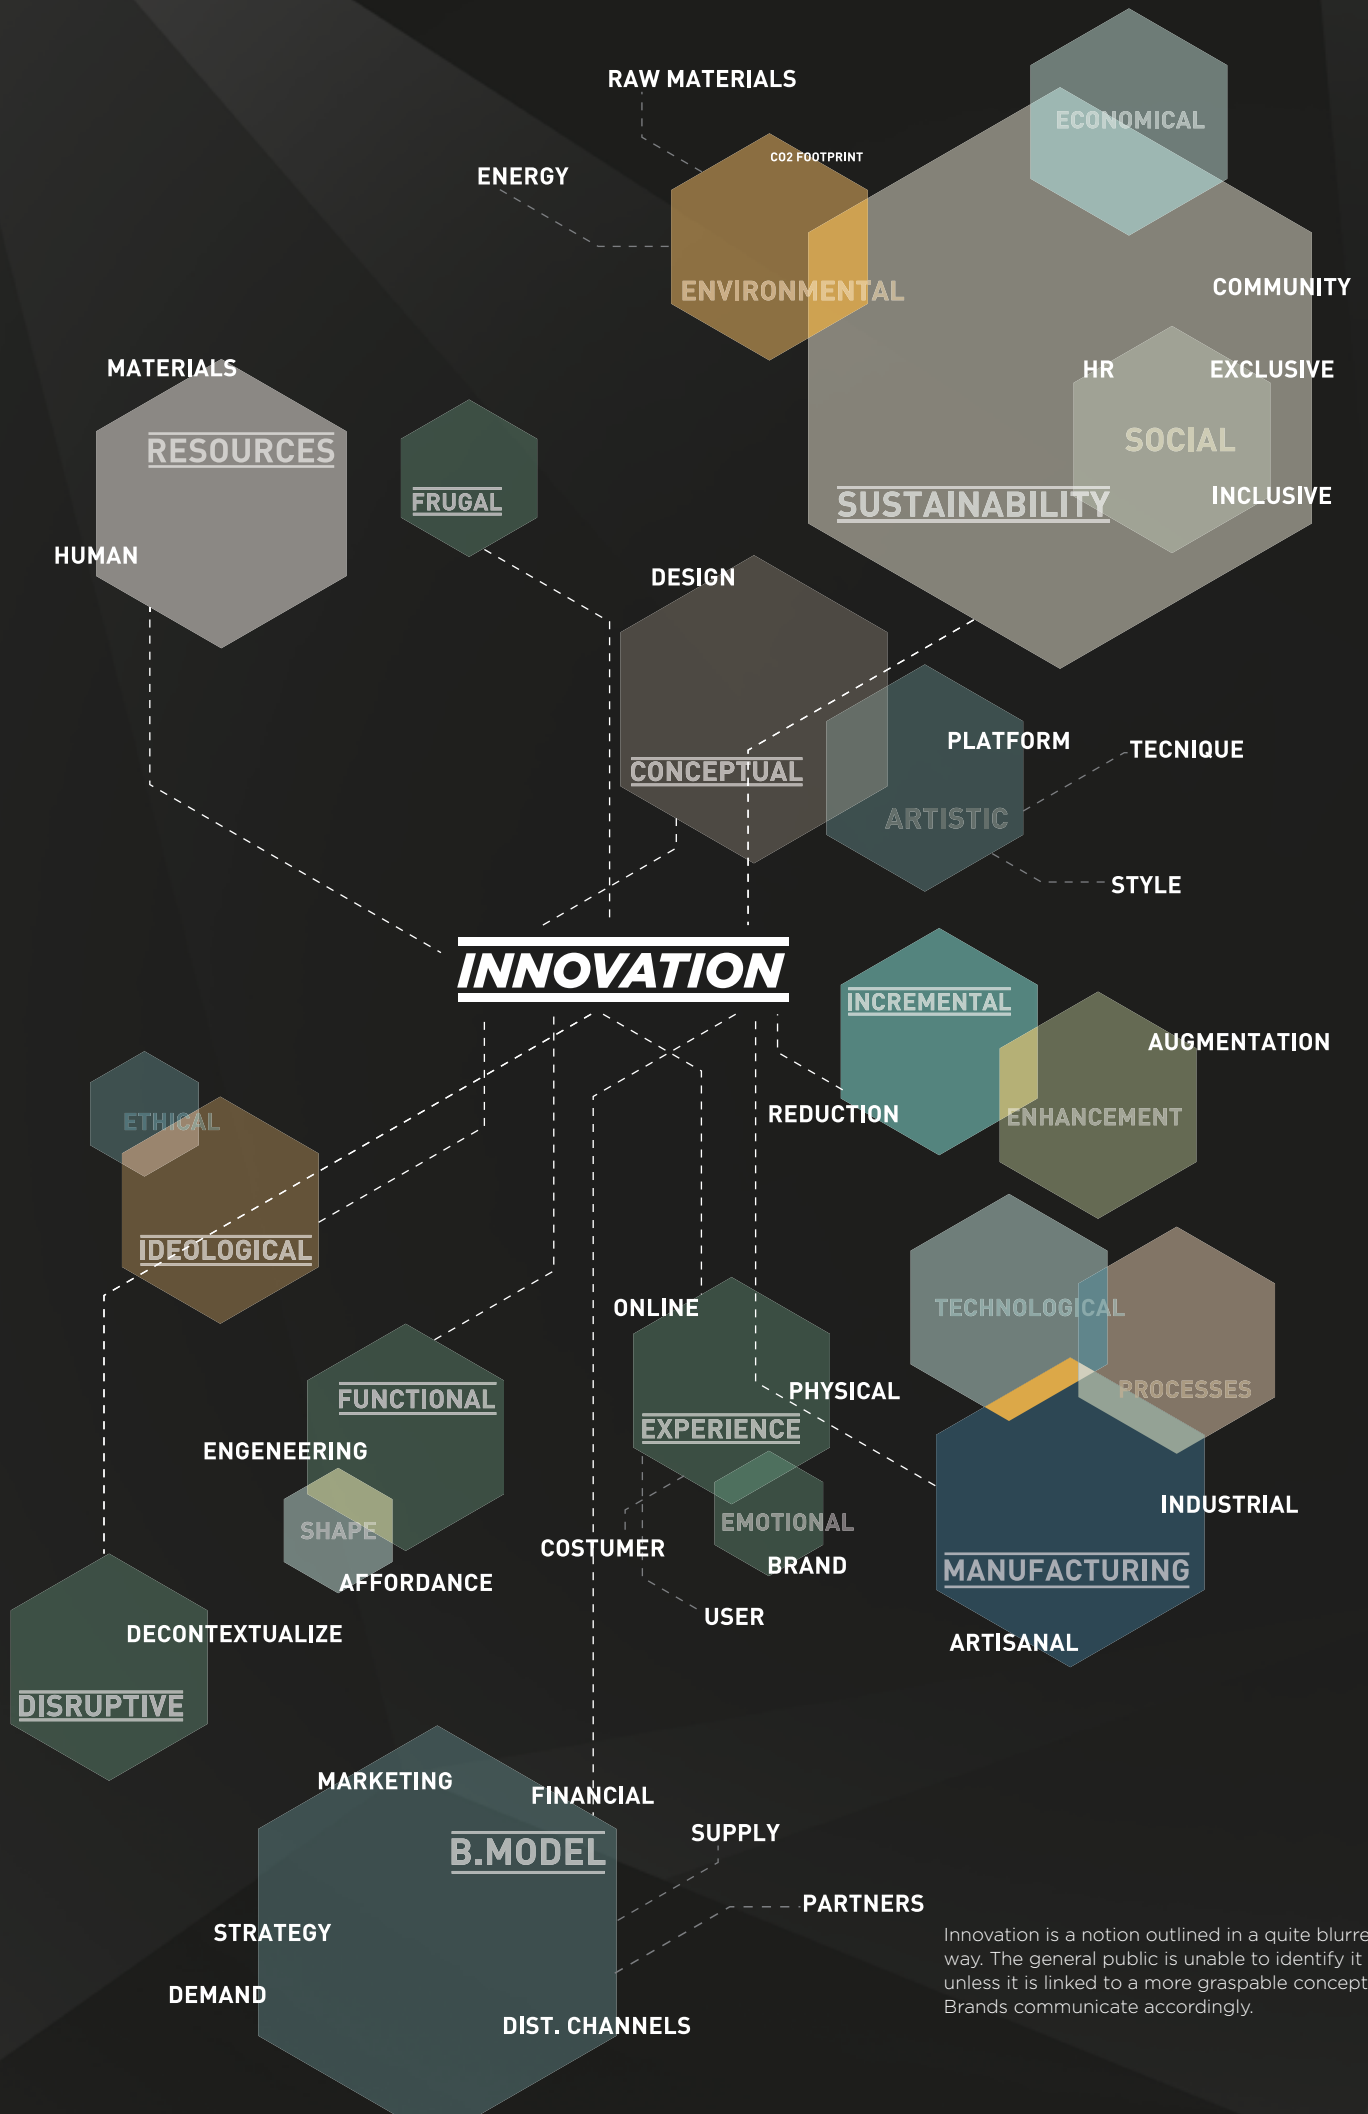 RAW MATERIALS
ECONOMICAL
CO2 FOOTPRINT
ENERGY
ENVIRONMENTAL
COMMUNITY
MATERIALS
HR
EXCLUSIVE
RESOURCES
SOCIAL
FRUGAL
SUSTAINABILITY
INCLUSIVE
HUMAN
DESIGN
PLATFORM
TECNIQUE
CONCEPTUAL
ARTISTIC
STYLE
INNOVATION
INCREMENTAL
AUGMENTATION
REDUCTION
ENHANCEMENT
ETHICAL
IDEOLOGICAL
ONLINE
TECHNOLOGICAL
PHYSICAL
PROCESSES
FUNCTIONAL
EXPERIENCE
ENGENEERING
INDUSTRIAL
SHAPE
EMOTIONAL
COSTUMER
BRAND
MANUFACTURING
AFFORDANCE
USER
DECONTEXTUALIZE
ARTISANAL
DISRUPTIVE
MARKETING
FINANCIAL
SUPPLY
B.MODEL
PARTNERS
STRATEGY
DEMAND
DIST. CHANNELS
Innovation is a notion outlined in a quite blurre
way. The general public is unable to identify it
unless it is linked to a more graspable concept
Brands communicate accordingly.